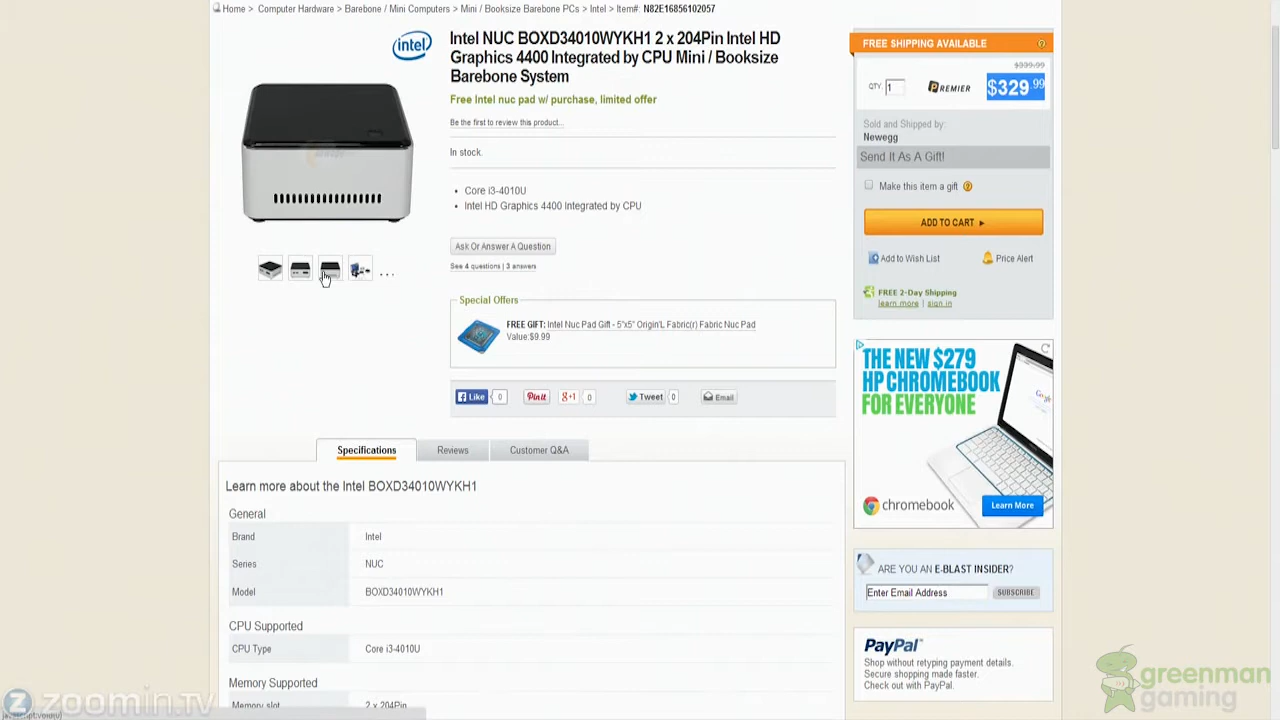 Home > Computer Hardware > Barebone / Mini Computers > Mini / Booksize Barebone PCs > Intel > Item#: N82E16856102057
intel
Intel NUC BOXD34010WYKH1 2 x 204Pin Intel HD
Graphics 4400 Integrated by CPU Mini / Booksize
Barebone System
Free Intel nuc pad w/ purchase, limited offer
Be the first to review this product...
In stock.
Core i3-4010U
Intel HD Graphics 4400 Integrated by CPU
Ask Or Answer A Question
See 4 questions | 3 answers
Special Offers
FREE GIFT: Intel Nuc Pad Gift - 5"x5" Origin'L Fabric(r) Fabric Nuc Pad
Value:$9.99
Like 0 Pinit g+1 0 Tweet 0 Email
FREE SHIPPING AVAILABLE ?
$399.99
QTY. 1 PREMIER $329.99
Sold and Shipped by:
Newegg
Send It As A Gift!
Make this item a gift ?
ADD TO CART ►
Add to Wish List Price Alert
FREE 2-Day Shipping
learn more | sign in
THE NEW $279
HP CHROMEBOOK
FOR EVERYONE
Google
chromebook Learn More
ARE YOU AN E-BLAST INSIDER?
Enter Email Address SUBSCRIBE
PayPal
Shop without retyping payment details.
Secure shopping made faster.
Check out with PayPal.
Specifications Reviews Customer Q&A
Learn more about the Intel BOXD34010WYKH1
General
Brand Intel
Series NUC
Model BOXD34010WYKH1
CPU Supported
CPU Type Core i3-4010U
Memory Supported
Memory slot 2 x 204Pin
Z zoomin.TV
javascript:void(0)
greenman
gaming